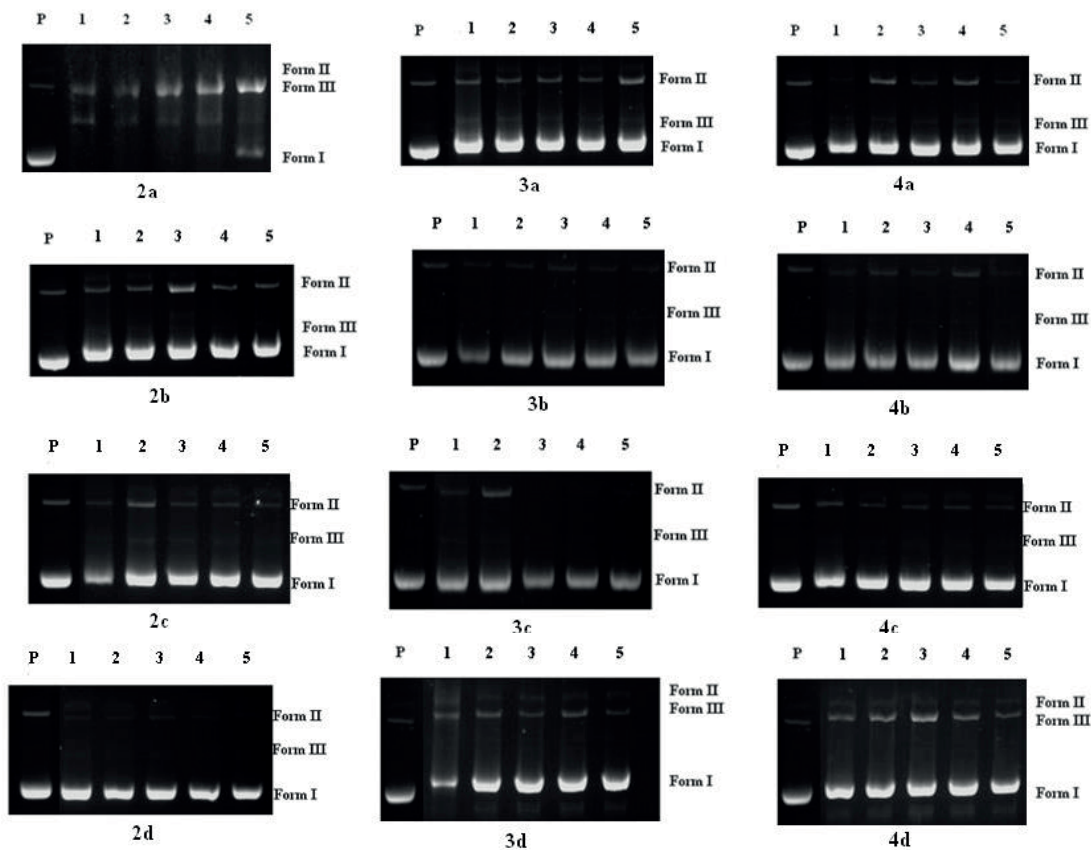 P 1 2 3 4 5
Form II
Form III
Form I
2a
P 1 2 3 4 5
Form II
Form III
Form I
3a
P 1 2 3 4 5
Form II
Form III
Form I
4a
P 1 2 3 4 5
Form II
Form III
Form I
2b
P 1 2 3 4 5
Form II
Form III
Form I
3b
P 1 2 3 4 5
Form II
Form III
Form I
4b
P 1 2 3 4 5
Form II
Form III
Form I
2c
P 1 2 3 4 5
Form II
Form III
Form I
3c
P 1 2 3 4 5
Form II
Form III
Form I
4c
P 1 2 3 4 5
Form II
Form III
Form I
2d
P 1 2 3 4 5
Form II
Form III
Form I
3d
P 1 2 3 4 5
Form II
Form III
Form I
4d